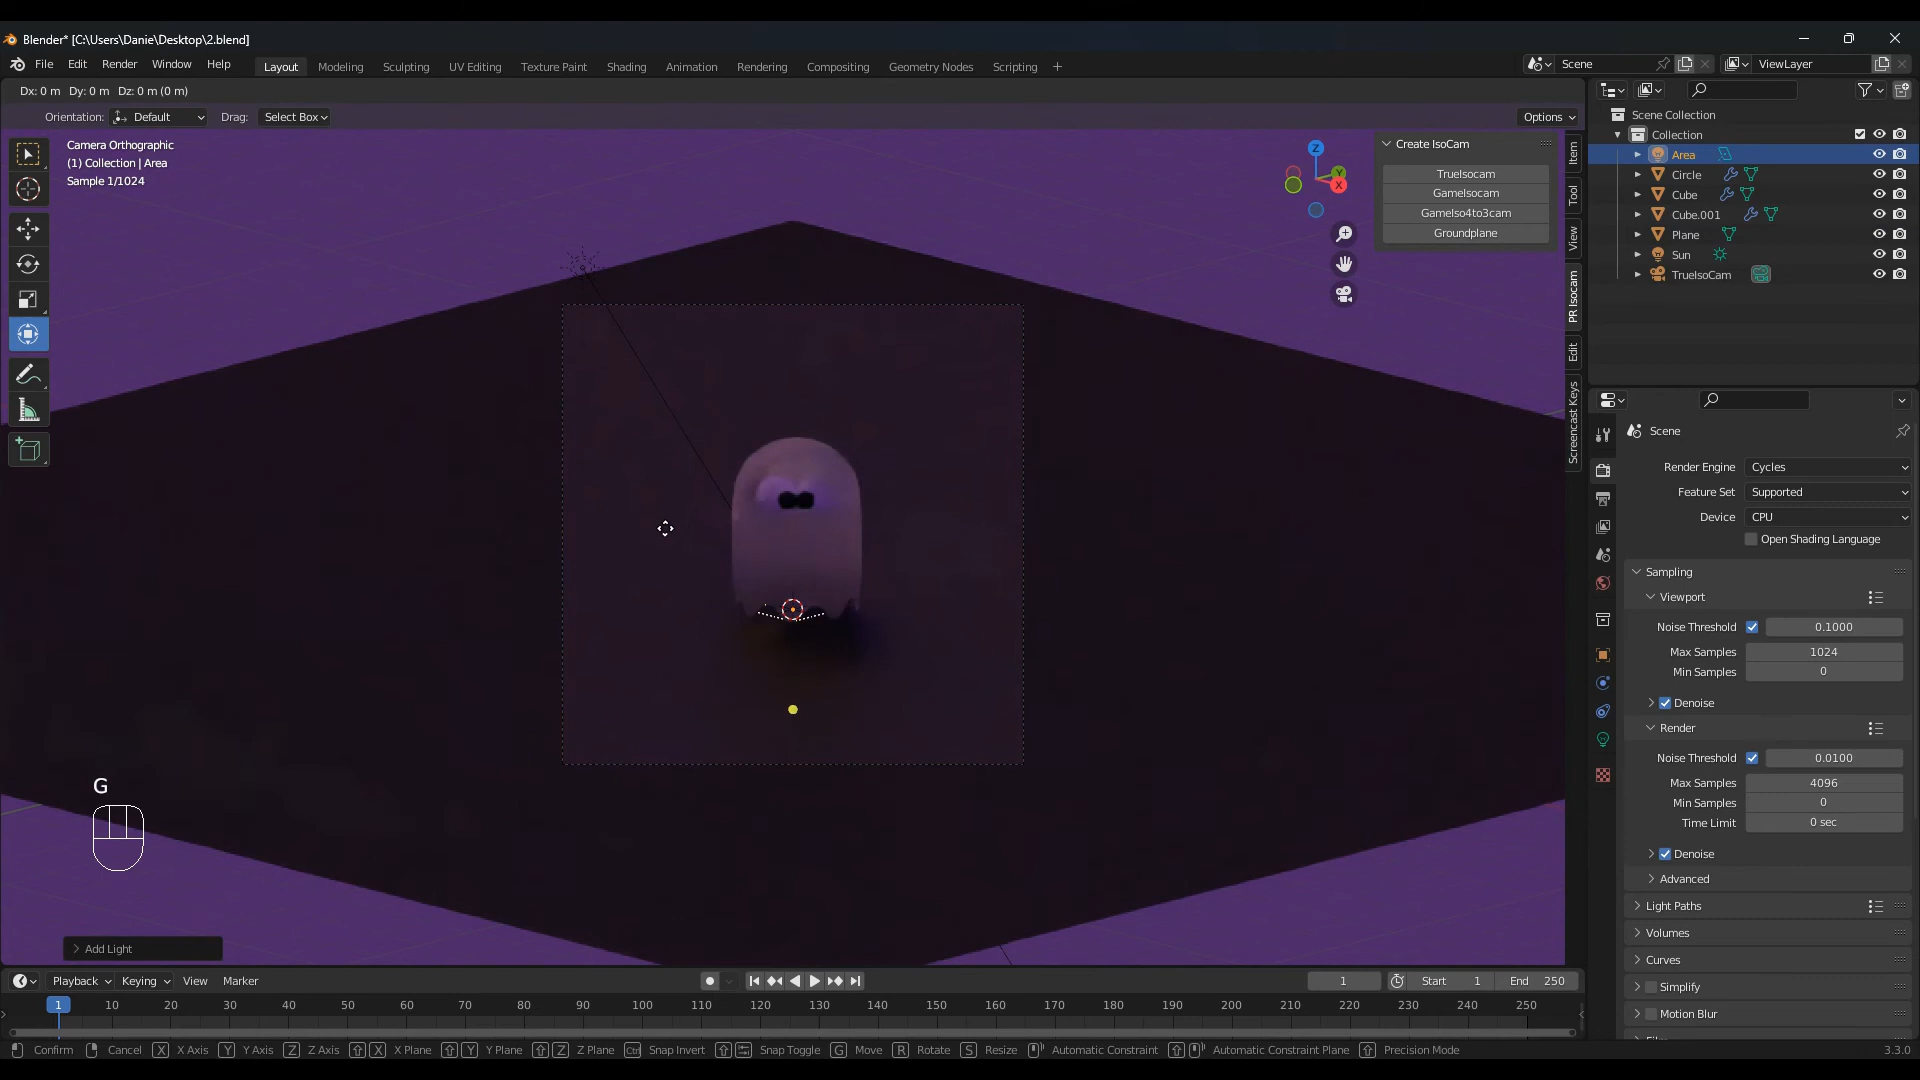 Blender* [C:\Users\Danie\Desktop\2.blend]
File Edit Render Window Help Layout Modeling Sculpting UV Editing Texture Paint Shading Animation Rendering Compositing Geometry Nodes Scripting + Scene ViewLayer
Dx: 0 m Dy: 0 m Dz: 0 m (0 m)
Orientation: Default Drag: Select Box Options
Camera Orthographic
(1) Collection | Area
Sample 1/1024
Z
Y
X
Create IsoCam
TrueIsocam
GameIsocam
GameIso4to3cam
Groundplane
Item
Tool
View
PR Isocam
Edit
Screencast Keys
Scene Collection
Collection
Area
Circle
Cube
Cube.001
Plane
Sun
TrueIsoCam
Scene
Render Engine Cycles
Feature Set Supported
Device CPU
Open Shading Language
Sampling
Viewport
Noise Threshold 0.1000
Max Samples 1024
Min Samples 0
Denoise
Render
Noise Threshold 0.0100
Max Samples 4096
Min Samples 0
Time Limit 0 sec
Denoise
Advanced
Light Paths
Volumes
Curves
Simplify
Motion Blur
G
Add Light
Playback Keying View Marker 1 Start 1 End 250
1 10 20 30 40 50 60 70 80 90 100 110 120 130 140 150 160 170 180 190 200 210 220 230 240 250
Confirm Cancel X X Axis Y Y Axis Z Z Axis X X Plane Y Y Plane Z Z Plane Ctrl Snap Invert Snap Toggle G Move R Rotate S Resize Automatic Constraint Automatic Constraint Plane Precision Mode 3.3.0